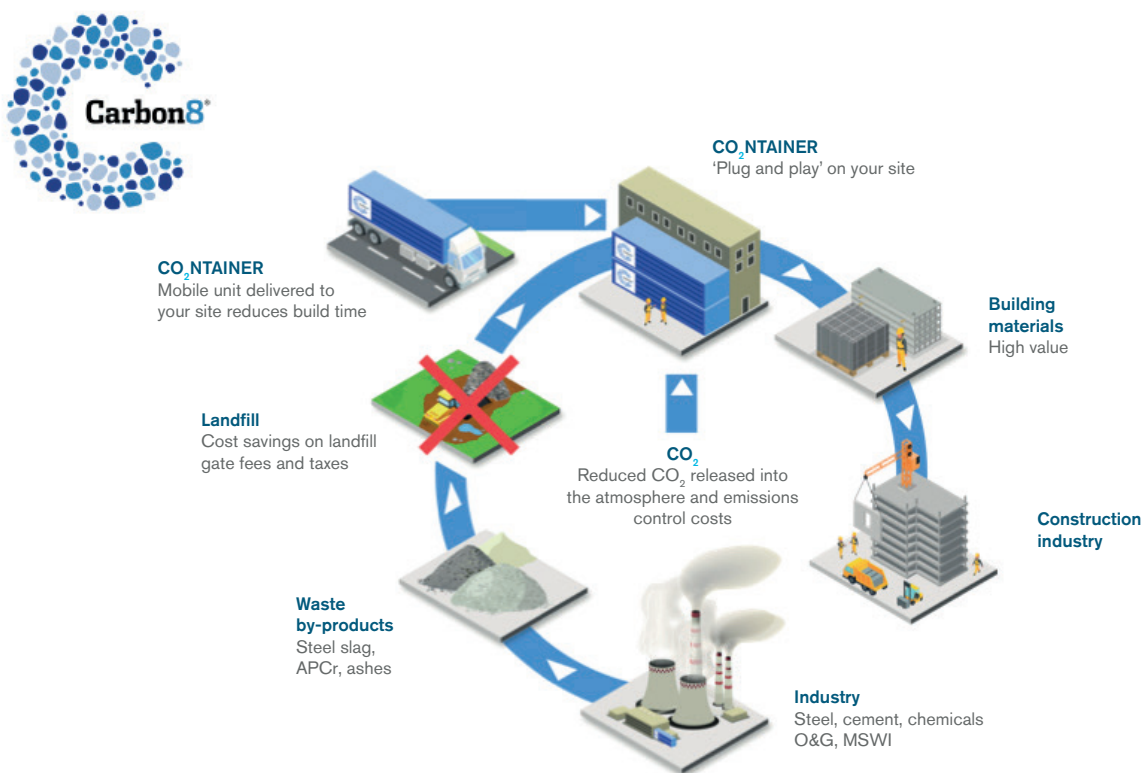 Carbon8®
CO₂NTAINER
'Plug and play' on your site
CO₂NTAINER
Mobile unit delivered to
your site reduces build time
Building
materials
High value
Landfill
Cost savings on landfill
gate fees and taxes
CO₂
Reduced CO₂ released into
the atmosphere and emissions
control costs
Construction
industry
Waste
by-products
Steel slag,
APCr, ashes
Industry
Steel, cement, chemicals
O&G, MSWI